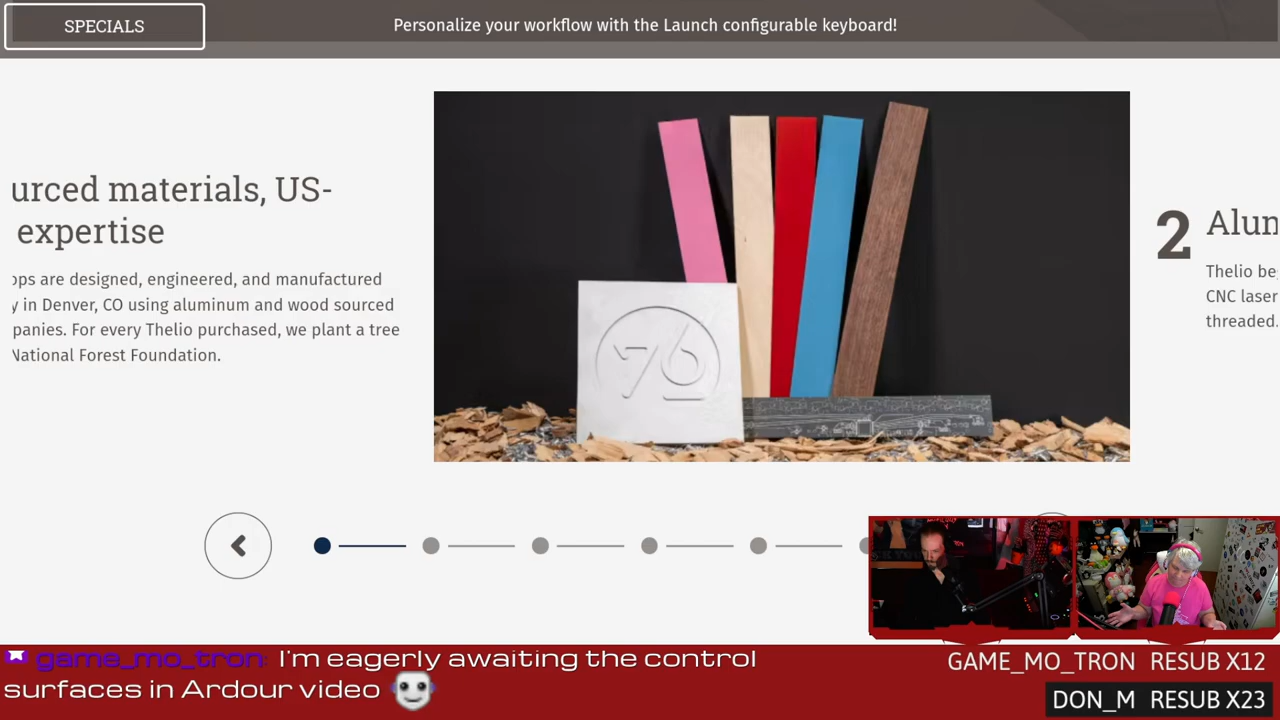 SPECIALS
Personalize your workflow with the Launch configurable keyboard!
urced materials, US-
expertise
ops are designed, engineered, and manufactured
y in Denver, CO using aluminum and wood sourced
panies. For every Thelio purchased, we plant a tree
National Forest Foundation.
76
2 Alun
Thelio be
CNC laser
threaded.
game_mo_tron: I'm eagerly awaiting the control
surfaces in Ardour video
GAME_MO_TRON RESUB X12
DON_M RESUB X23